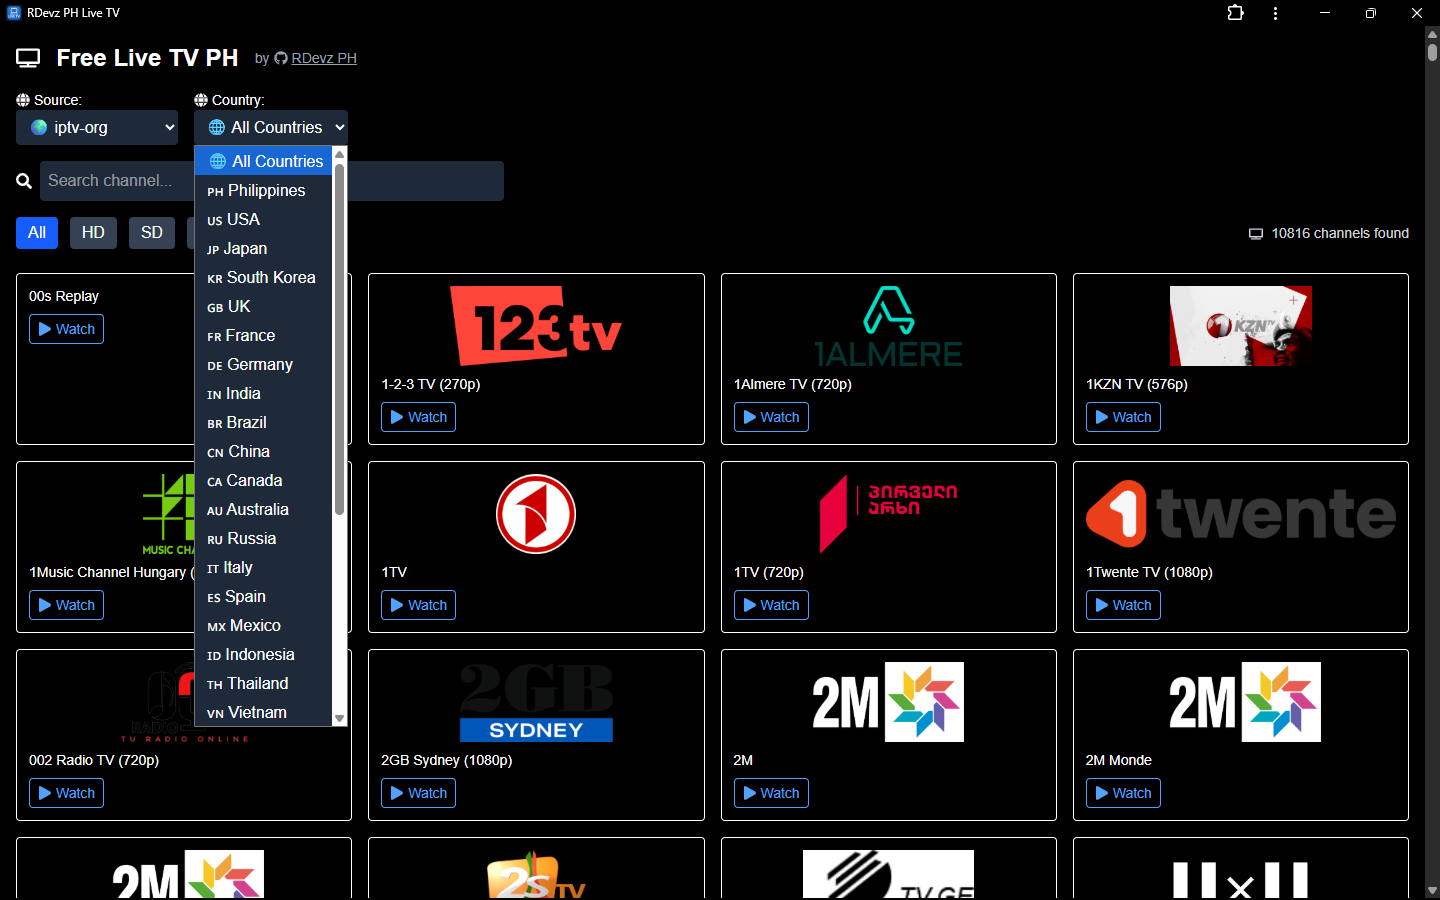 RDevz PH Live TV
Free Live TV PH by RDevz PH
Source:
Country:
iptv-org
All Countries
All Countries
PH Philippines
US USA
JP Japan
KR South Korea
GB UK
FR France
DE Germany
IN India
BR Brazil
CN China
CA Canada
AU Australia
RU Russia
IT Italy
ES Spain
MX Mexico
ID Indonesia
TH Thailand
VN Vietnam
Search channel...
All
HD
SD
10816 channels found
00s Replay
Watch
123tv
1-2-3 TV (270p)
Watch
1ALMERE
1Almere TV (720p)
Watch
1KZN TV
1KZN TV (576p)
Watch
MUSIC CHA
1Music Channel Hungary (
Watch
1TV
Watch
პირველი
არხი
1TV (720p)
Watch
1twente
1Twente TV (1080p)
Watch
RADIO
TU RADIO ONLINE
002 Radio TV (720p)
Watch
2GB
SYDNEY
2GB Sydney (1080p)
Watch
2M
2M
Watch
2M
2M Monde
Watch
2M
2s TV